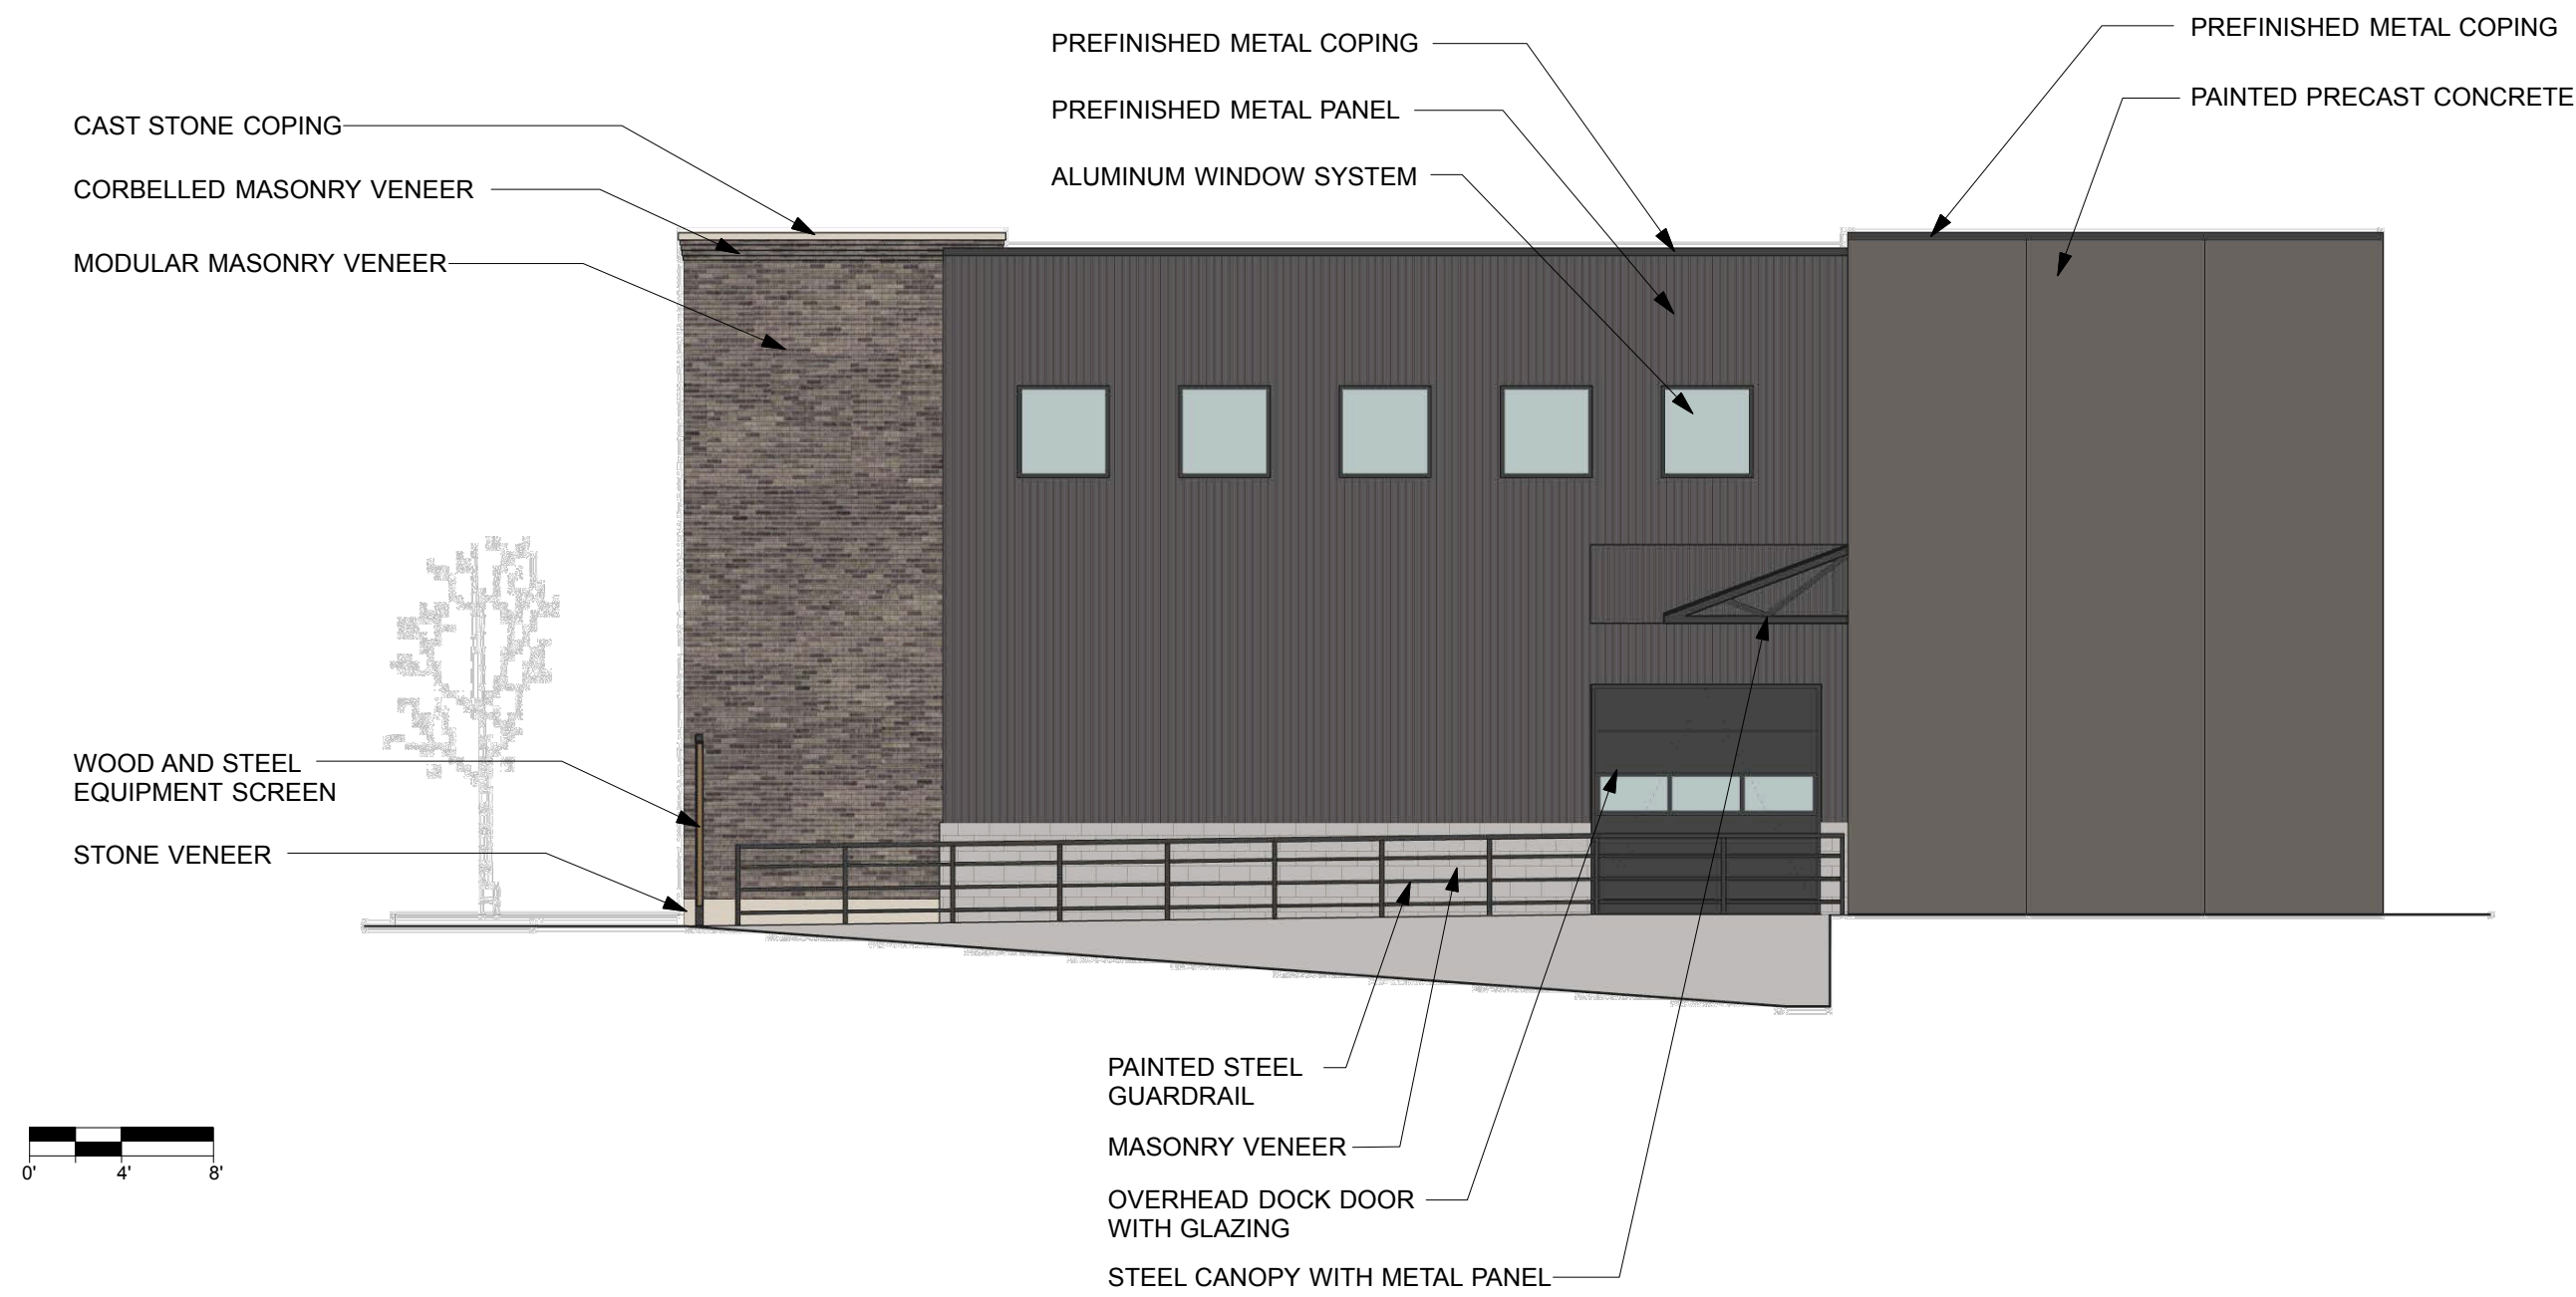 PREFINISHED METAL COPING
PAINTED PRECAST CONCRETE
PREFINISHED METAL COPING
PREFINISHED METAL PANEL
ALUMINUM WINDOW SYSTEM
CAST STONE COPING
CORBELLED MASONRY VENEER
MODULAR MASONRY VENEER
WOOD AND STEEL
EQUIPMENT SCREEN
STONE VENEER
PAINTED STEEL
GUARDRAIL
MASONRY VENEER
OVERHEAD DOCK DOOR
WITH GLAZING
STEEL CANOPY WITH METAL PANEL
0' 4' 8'